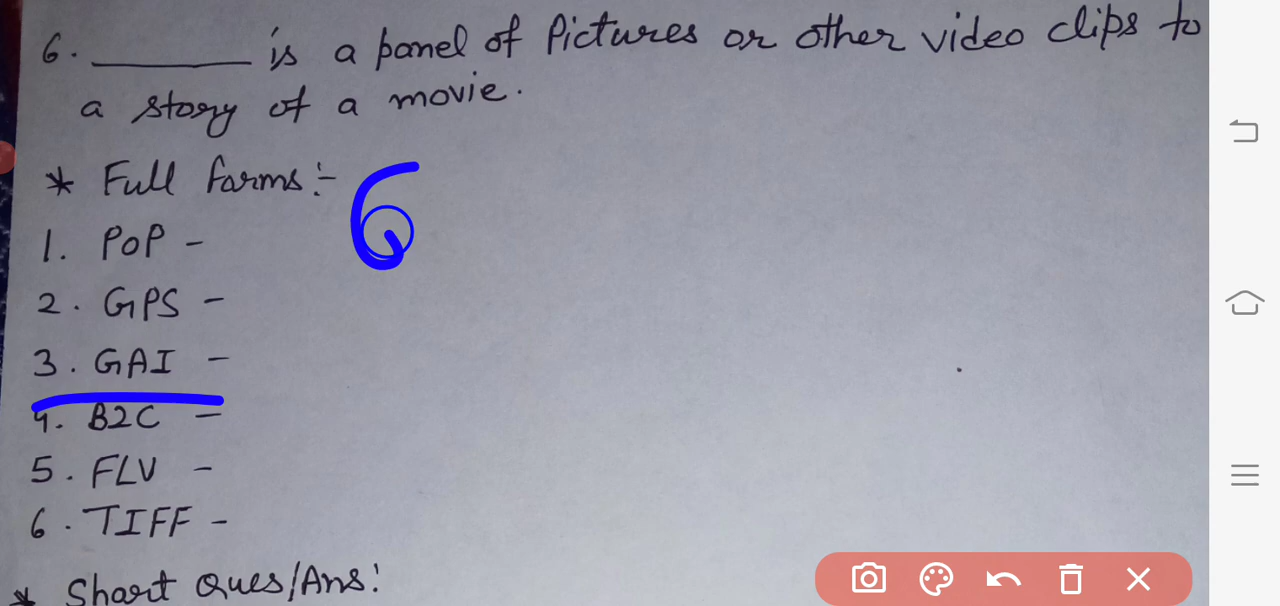 6. ________ is a panel of Pictures or other video clips to
a story of a movie.
* Full Forms :-
6
1. POP -
2. GPS -
3. GAI -
4. B2C -
5. FLV -
6. TIFF -
* Short Ques/Ans: